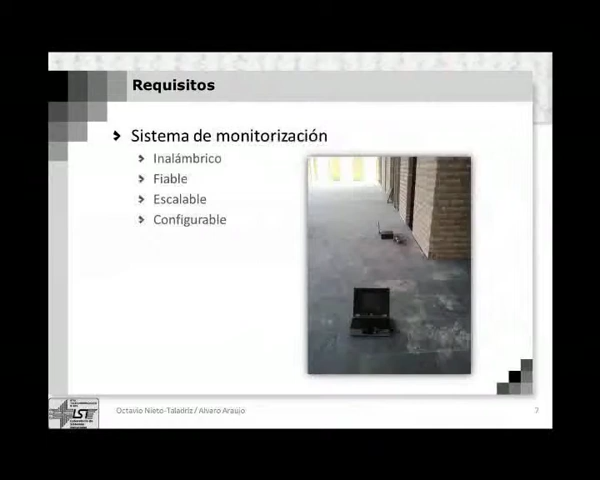 Requisitos
Sistema de monitorización
Inalámbrico
Fiable
Escalable
Configurable
LST
Octavio Nieto-Taladriz / Alvaro Araujo
7